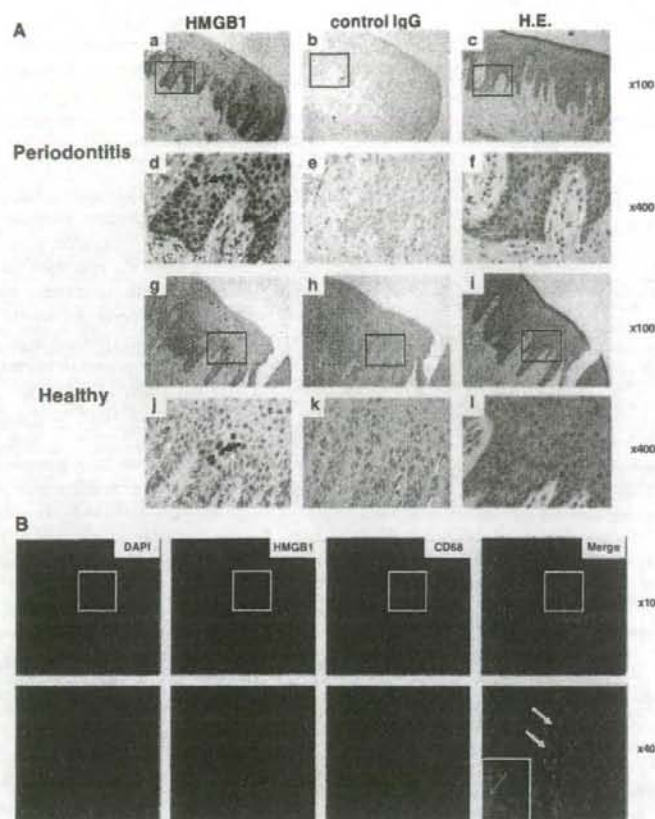 A
HMGB1 control IgG H.E.
a b c
x100
Periodontitis
d e f
x400
g h i
x100
Healthy
j k l
x400
B
DAPI HMGB1 CD68 Merge
x10
x40